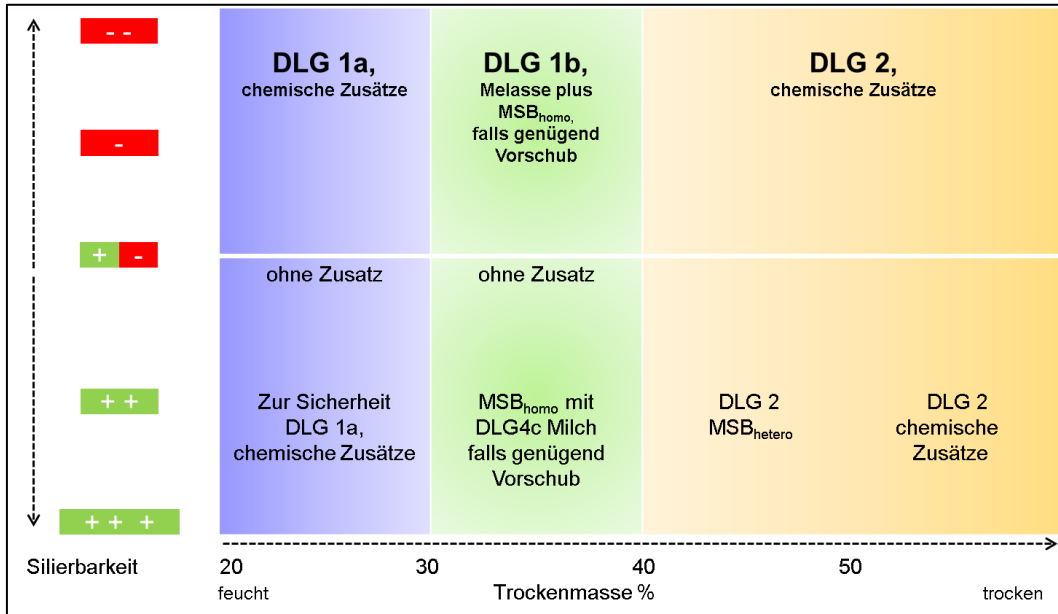 - -
-
+ -
+ +
+ + +
Silierbarkeit
DLG 1a,
chemische Zusätze
DLG 1b,
Melasse plus
MSBhomo,
falls genügend
Vorschub
DLG 2,
chemische Zusätze
ohne Zusatz
Zur Sicherheit
DLG 1a,
chemische Zusätze
ohne Zusatz
MSBhomo mit
DLG4c Milch
falls genügend
Vorschub
DLG 2
MSBhetero
DLG 2
chemische
Zusätze
20 30 40 50
feucht Trockenmasse % trocken